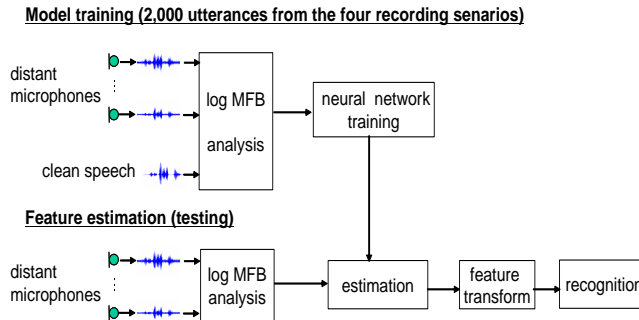 Model training (2,000 utterances from the four recording senarios)
distant
microphones
log MFB
analysis
neural network
training
clean speech
Feature estimation (testing)
distant
microphones
log MFB
analysis
estimation
feature
transform
recognition